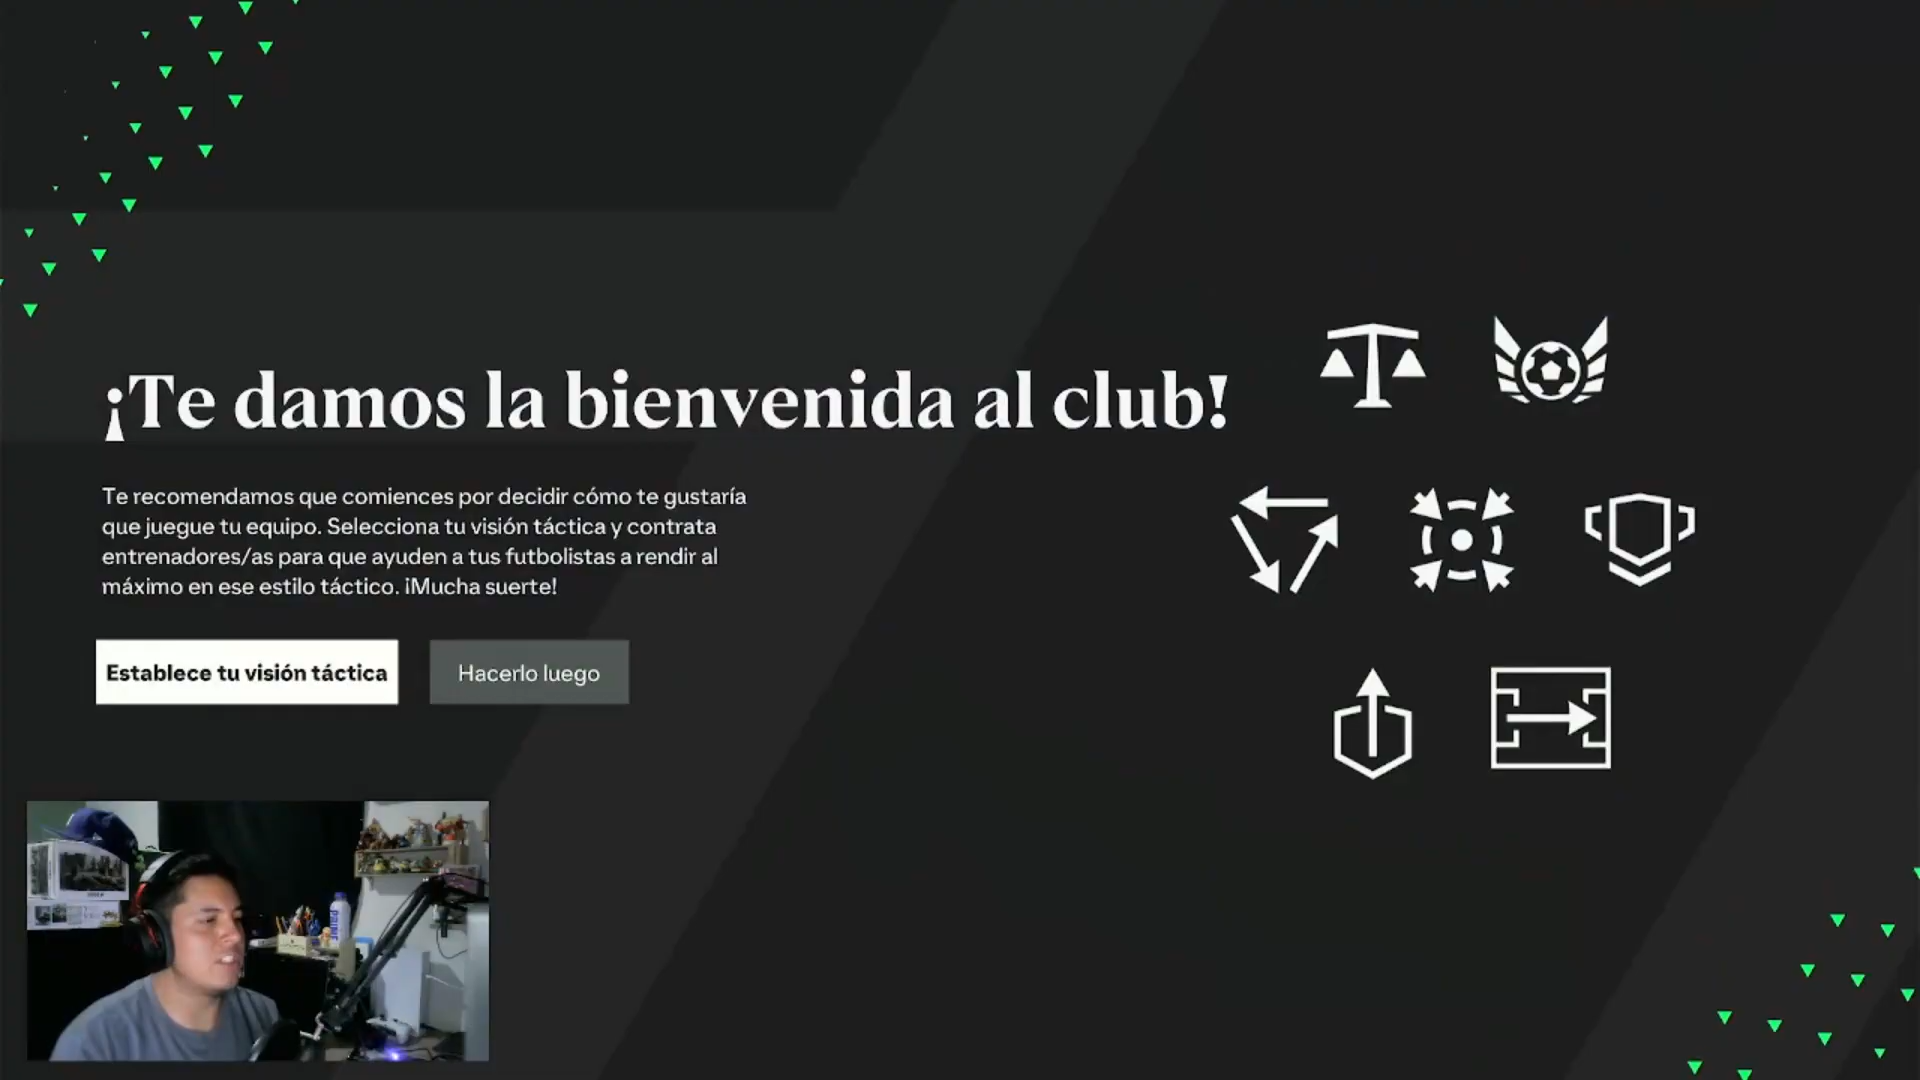 ¡Te damos la bienvenida al club!
Te recomendamos que comiences por decidir cómo te gustaría
que juegue tu equipo. Selecciona tu visión táctica y contrata
entrenadores/as para que ayuden a tus futbolistas a rendir al
máximo en ese estilo táctico. ¡Mucha suerte!
Establece tu visión táctica
Hacerlo luego